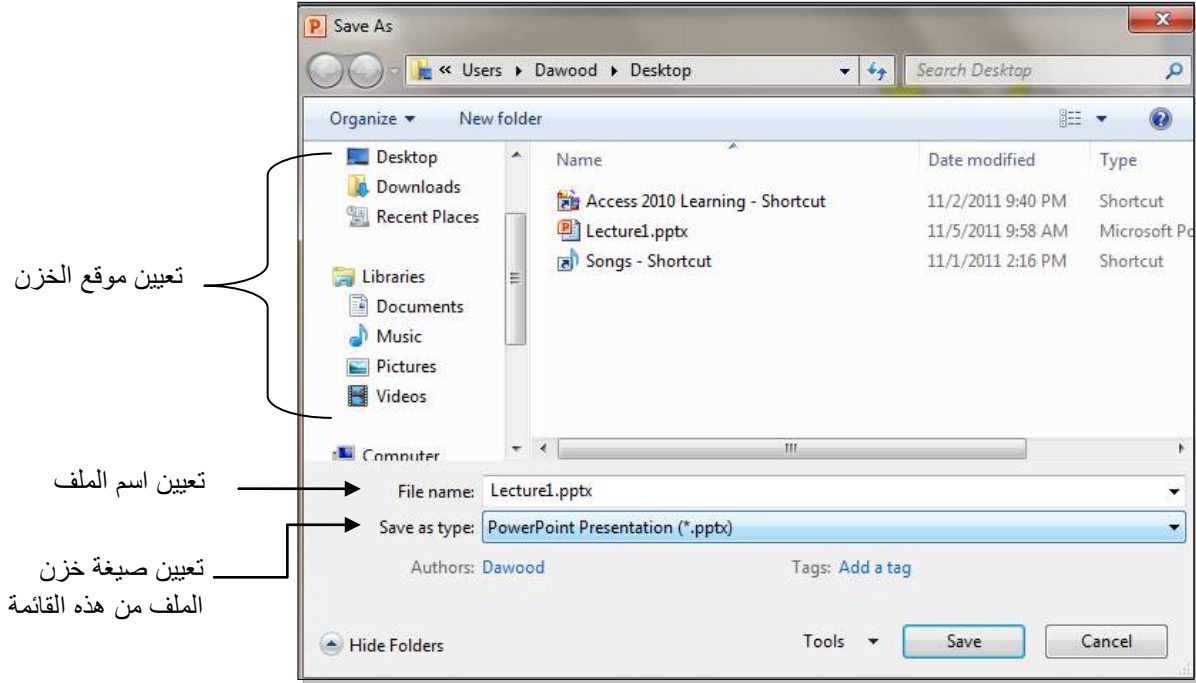 Save As
« Users ▸ Dawood ▸ Desktop
Search Desktop
Organize
New folder
Desktop
Downloads
Recent Places
Libraries
Documents
Music
Pictures
Videos
Computer
Name Date modified Type
Access 2010 Learning - Shortcut 11/2/2011 9:40 PM Shortcut
Lecture1.pptx 11/5/2011 9:58 AM Microsoft Po
Songs - Shortcut 11/1/2011 2:16 PM Shortcut
تعيين موقع الخزن
تعيين اسم الملف
File name: Lecture1.pptx
Save as type: PowerPoint Presentation (*.pptx)
تعيين صيغة خزن
الملف من هذه القائمة
Authors: Dawood
Tags: Add a tag
Hide Folders
Tools
Save
Cancel